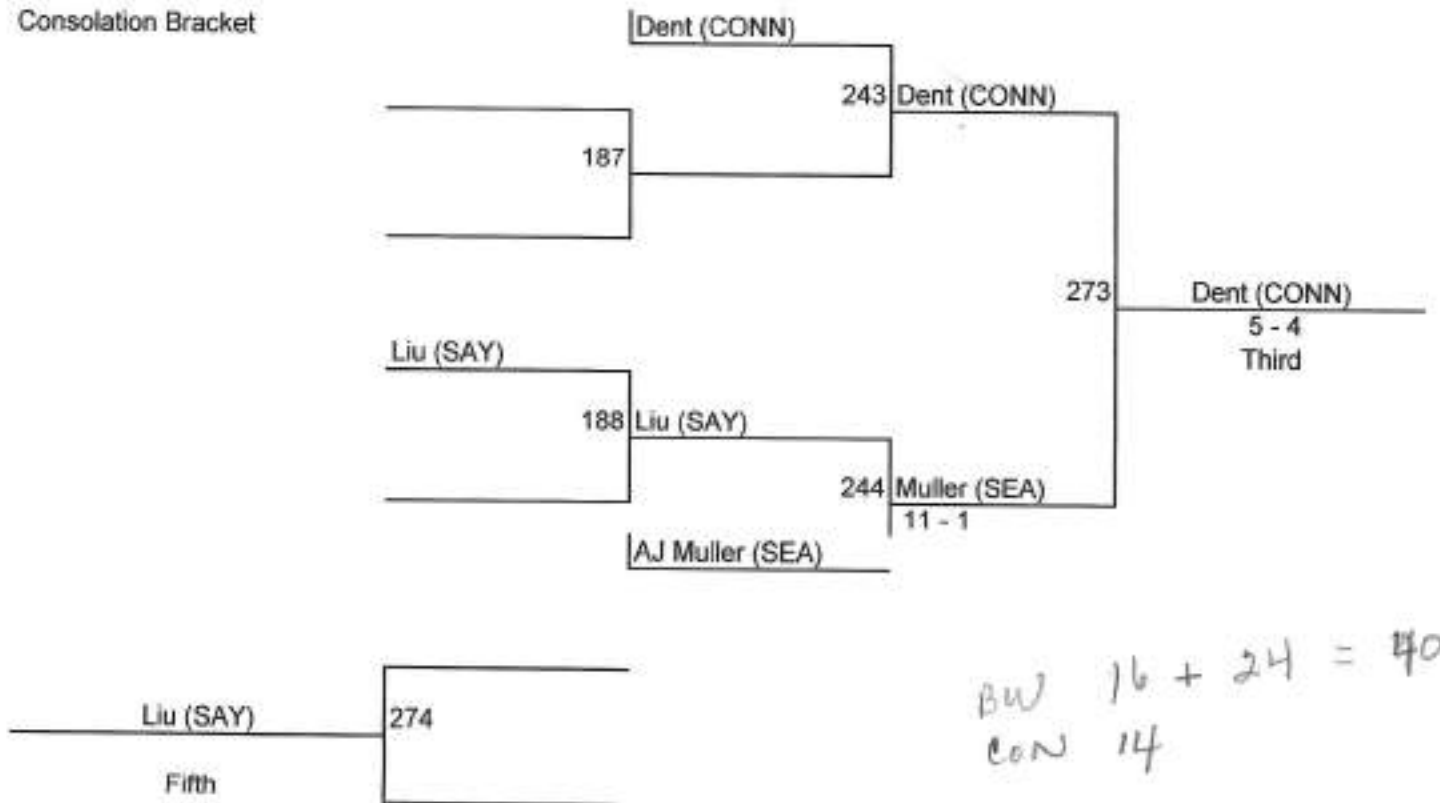 Consolation Bracket
Dent (CONN)
243 Dent (CONN)
187
273
Dent (CONN)
5 - 4
Third
Liu (SAY)
188 Liu (SAY)
244 Muller (SEA)
11 - 1
AJ Muller (SEA)
Liu (SAY)
274
Fifth
BW 16 + 24 = 40
CON 14